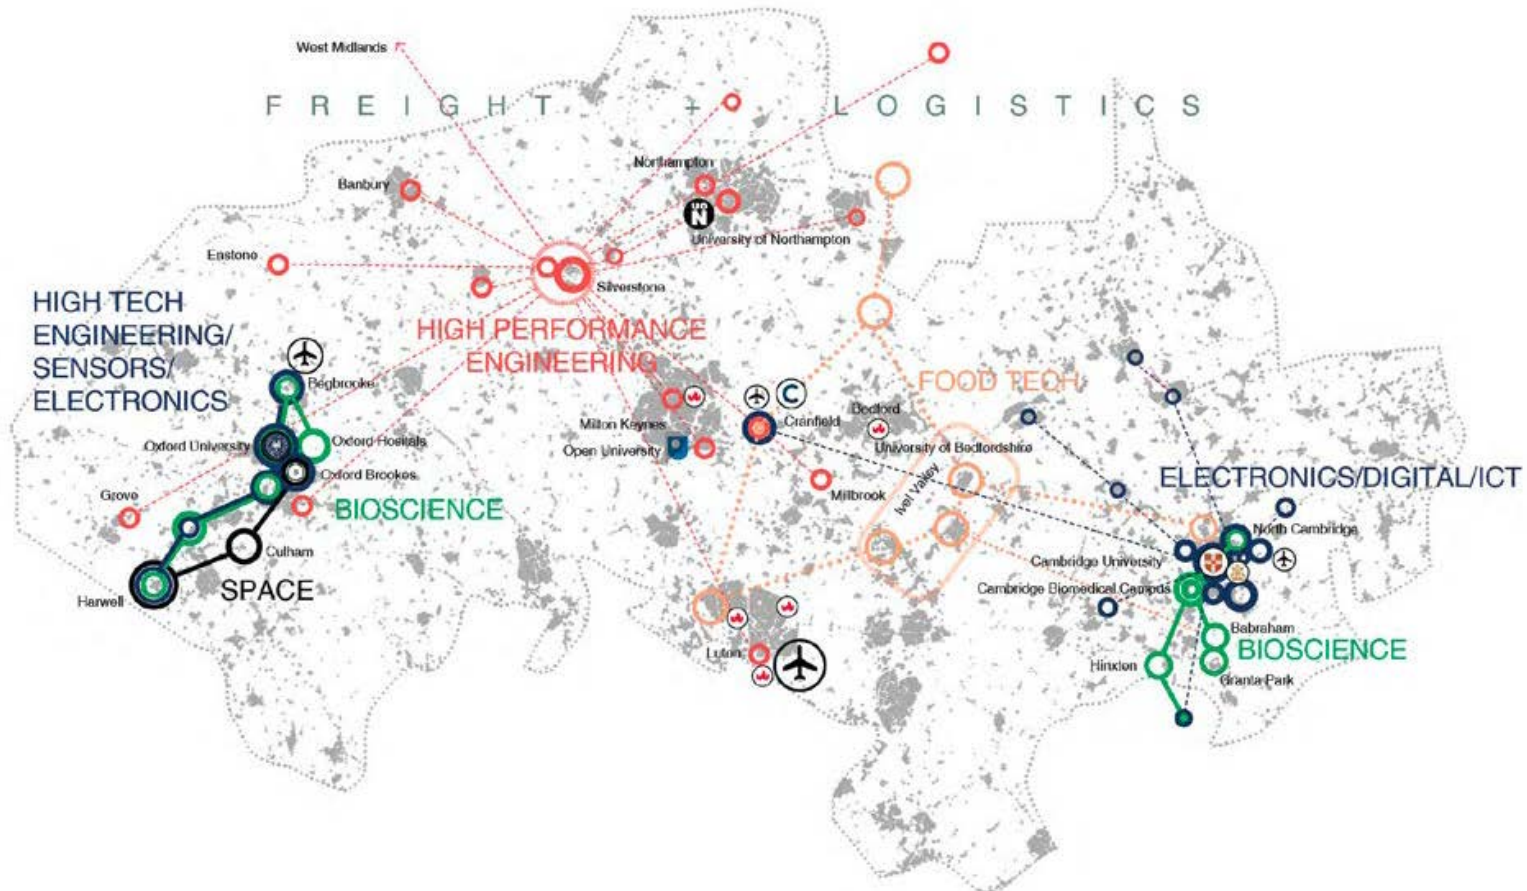 West Midlands
FREIGHT + LOGISTICS
Northampton
Banbury
UN
N
University of Northampton
Enstone
Silverstone
HIGH TECH
ENGINEERING/
SENSORS/
ELECTRONICS
HIGH PERFORMANCE
ENGINEERING
Begbrooke
FOOD TECH
C
Cranfield
Bedford
Milton Keynes
Oxford University
Oxford Hositals
Open University
University of Bedfordshire
Oxford Brookes
ELECTRONICS/DIGITAL/ICT
Grove
BIOSCIENCE
Millbrook
Ivel Valley
North Cambridge
Culham
Cambridge University
SPACE
Cambridge Biomedical Campus
Harwell
Babraham
Luton
BIOSCIENCE
Hinxton
Granta Park